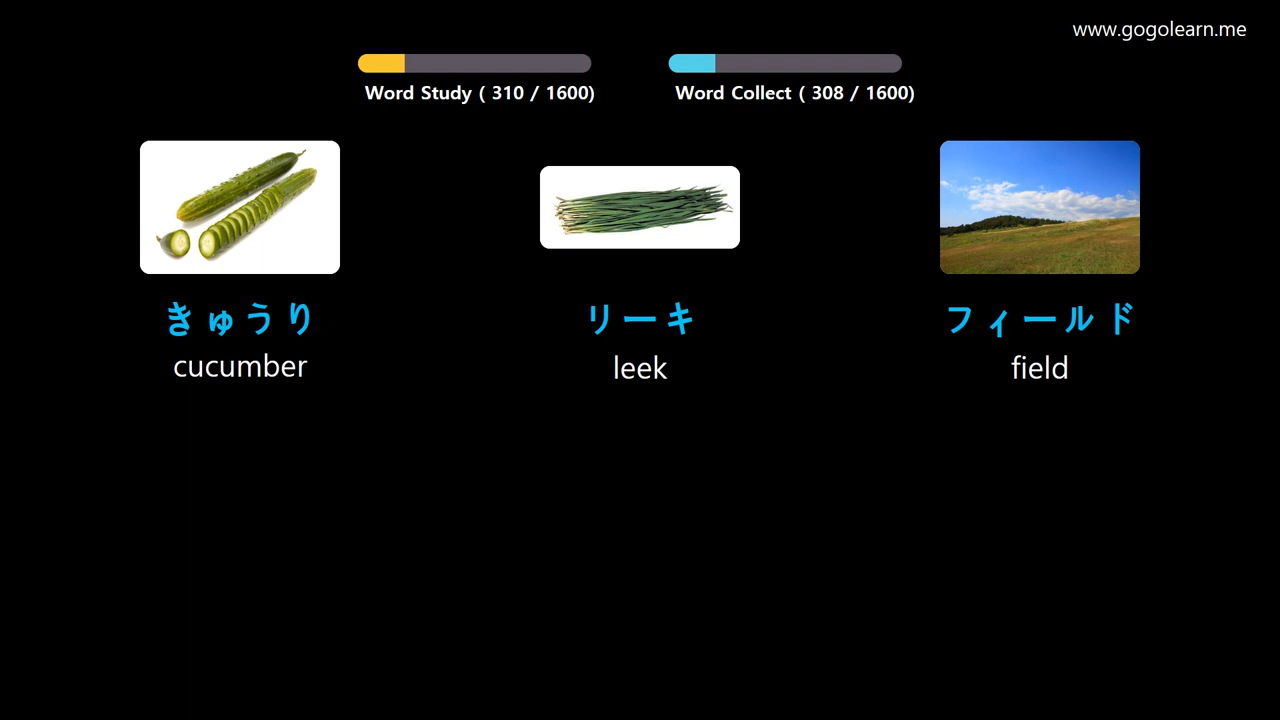 www.gogolearn.me
Word Study ( 310 / 1600)
Word Collect ( 308 / 1600)
きゅうり
cucumber
リーキ
leek
フィールド
field